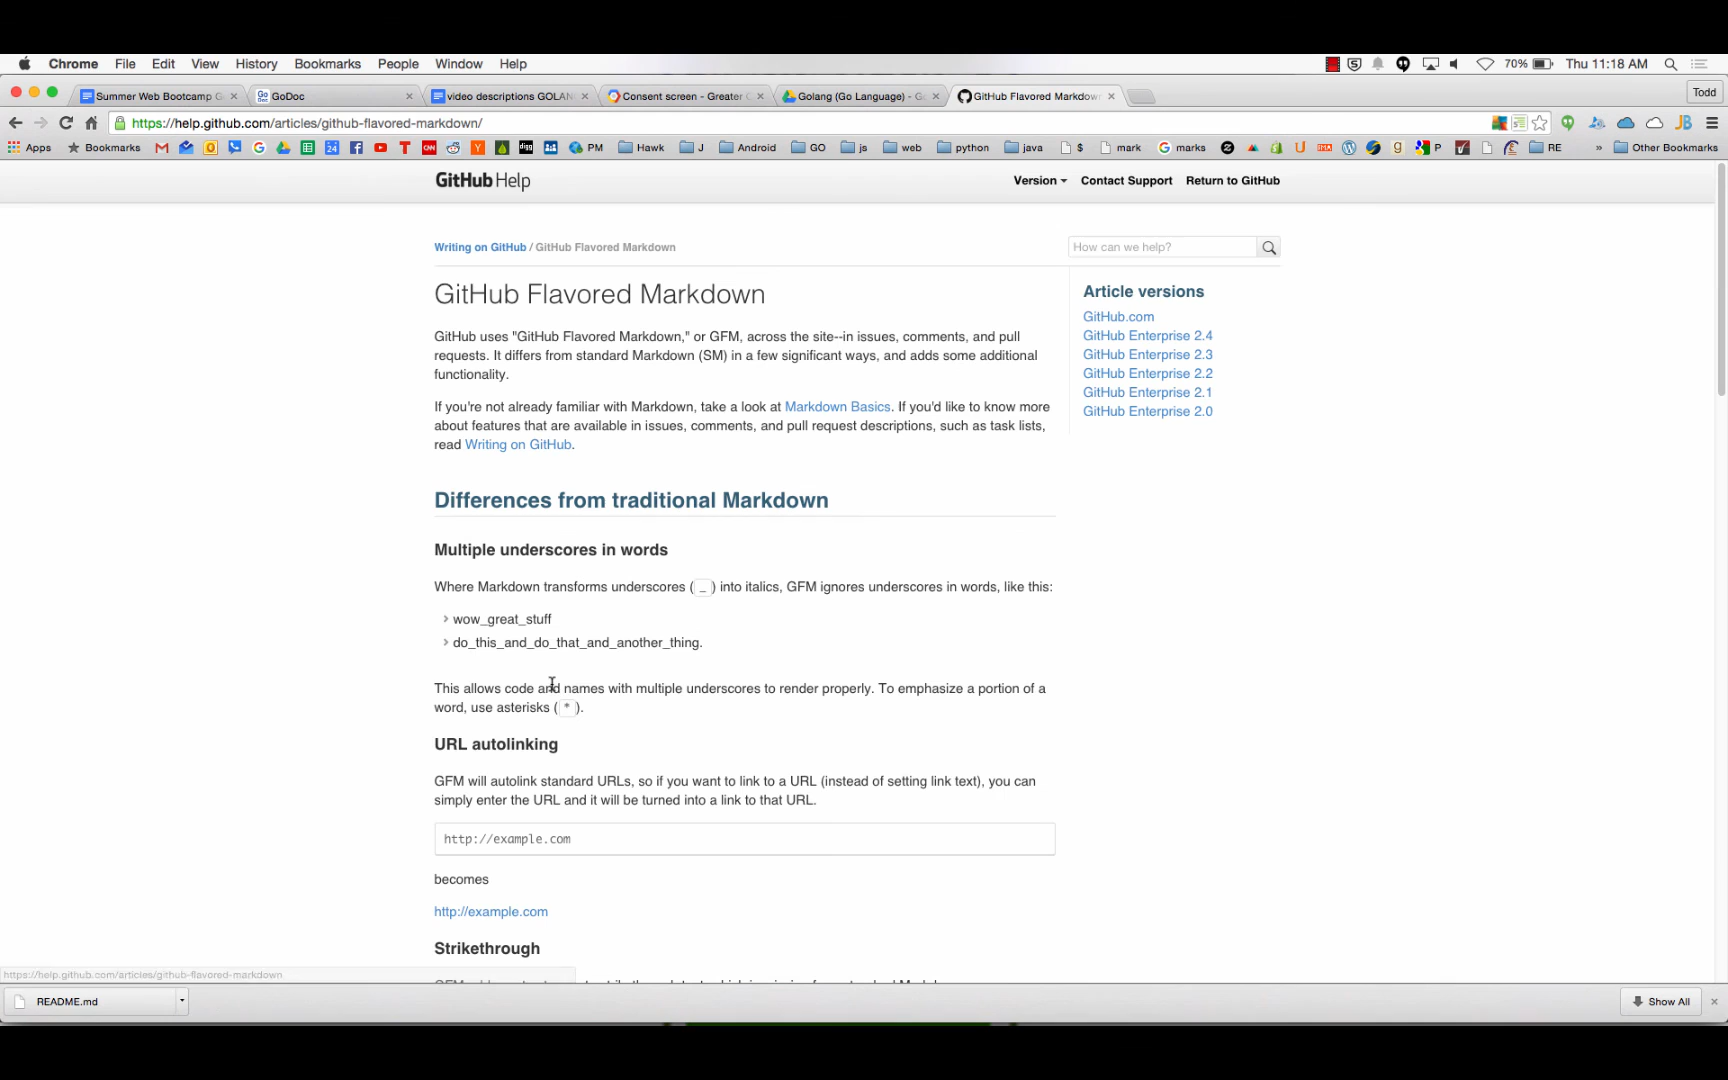 Chrome File Edit View History Bookmarks People Window Help 70% Thu 11:18 AM
Summer Web Bootcamp G GoDoc video descriptions GOLAN Consent screen - Greater Golang (Go Language) - G GitHub Flavored Markdown Todd
https://help.github.com/articles/github-flavored-markdown/
Apps Bookmarks PM Hawk J Android GO js web python java $ mark marks P RE » Other Bookmarks
GitHub Help Version Contact Support Return to GitHub
Writing on GitHub / GitHub Flavored Markdown How can we help?
GitHub Flavored Markdown
Article versions
GitHub.com
GitHub Enterprise 2.4
GitHub Enterprise 2.3
GitHub Enterprise 2.2
GitHub Enterprise 2.1
GitHub Enterprise 2.0
GitHub uses "GitHub Flavored Markdown," or GFM, across the site--in issues, comments, and pull
requests. It differs from standard Markdown (SM) in a few significant ways, and adds some additional
functionality.
If you're not already familiar with Markdown, take a look at Markdown Basics. If you'd like to know more
about features that are available in issues, comments, and pull request descriptions, such as task lists,
read Writing on GitHub.
Differences from traditional Markdown
Multiple underscores in words
Where Markdown transforms underscores ( _ ) into italics, GFM ignores underscores in words, like this:
wow_great_stuff
do_this_and_do_that_and_another_thing.
This allows code and names with multiple underscores to render properly. To emphasize a portion of a
word, use asterisks ( * ).
URL autolinking
GFM will autolink standard URLs, so if you want to link to a URL (instead of setting link text), you can
simply enter the URL and it will be turned into a link to that URL.
http://example.com
becomes
http://example.com
Strikethrough
https://help.github.com/articles/github-flavored-markdown
README.md Show All